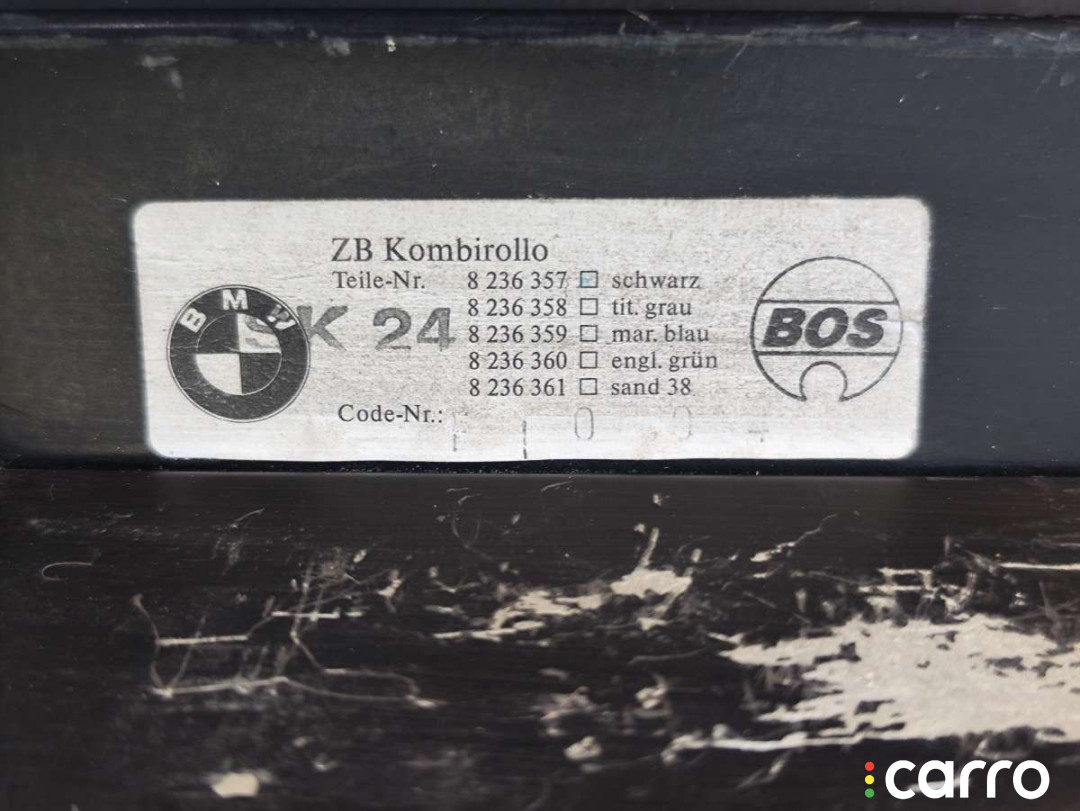 ZB Kombirollo
Teile-Nr. 8 236 357 ☐ schwarz
8 236 358 ☐ tit. grau
8 236 359 ☐ mar. blau
8 236 360 ☐ engl. grün
8 236 361 ☐ sand 38
Code-Nr.:
BMW
SK 24
BOS
carro